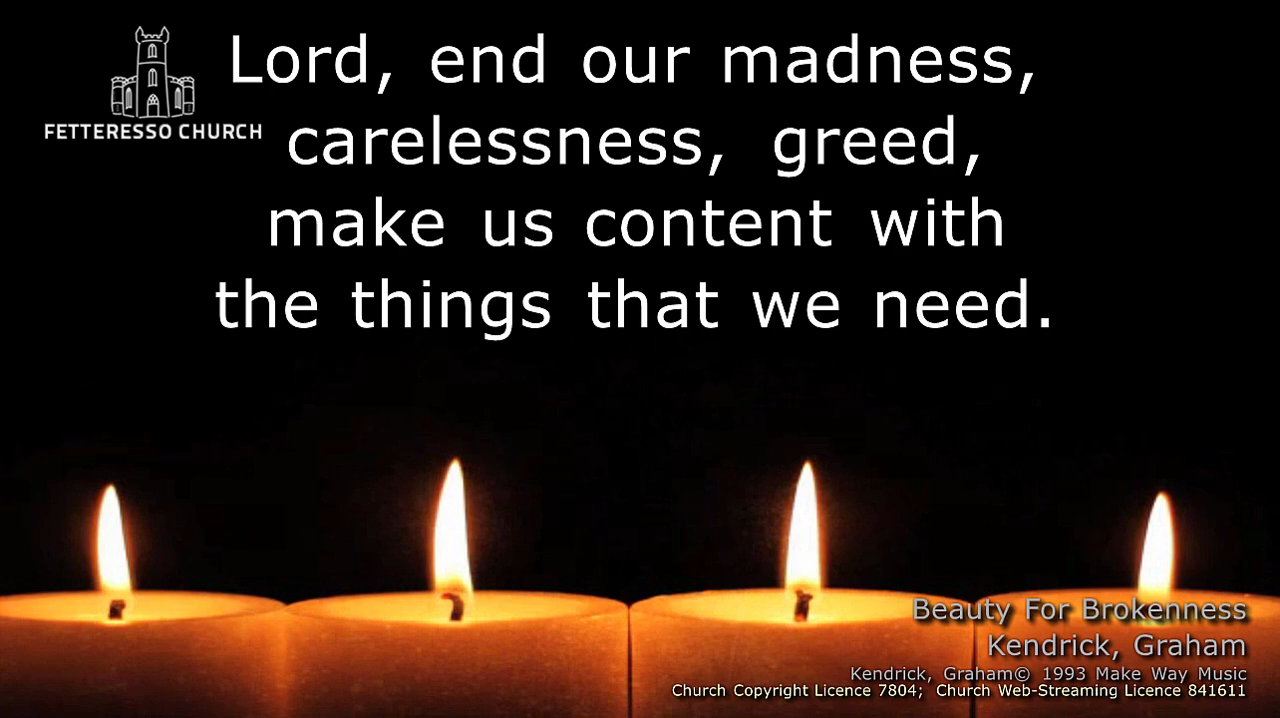 Lord, end our madness,
carelessness, greed,
make us content with
the things that we need.
FETTERESSO CHURCH
Beauty For Brokenness
Kendrick, Graham
Kendrick, Graham© 1993 Make Way Music
Church Copyright Licence 7804; Church Web-Streaming Licence 841611